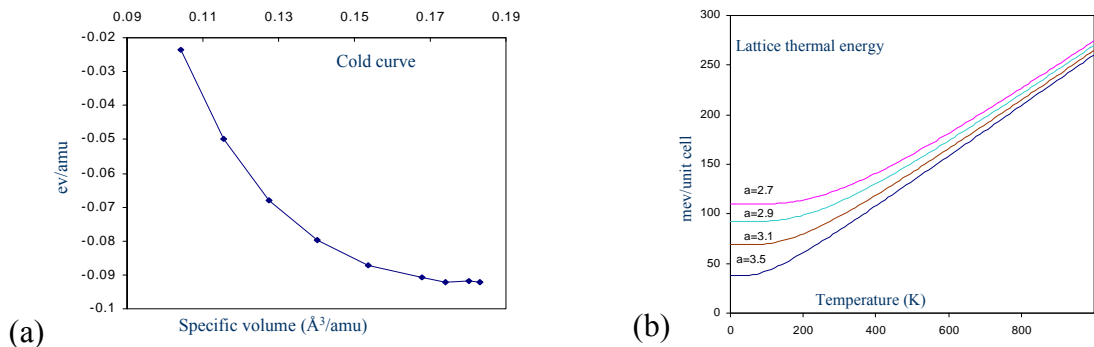 0.09 0.11 0.13 0.15 0.17 0.19
-0.02
-0.03
-0.04
-0.05
-0.06
-0.07
-0.08
-0.09
-0.1
ev/amu
Cold curve
Specific volume (Å³/amu)
(a)
300
250
200
150
100
50
0
mev/unit cell
Lattice thermal energy
a=2.7
a=2.9
a=3.1
a=3.5
Temperature (K)
0 200 400 600 800
(b)